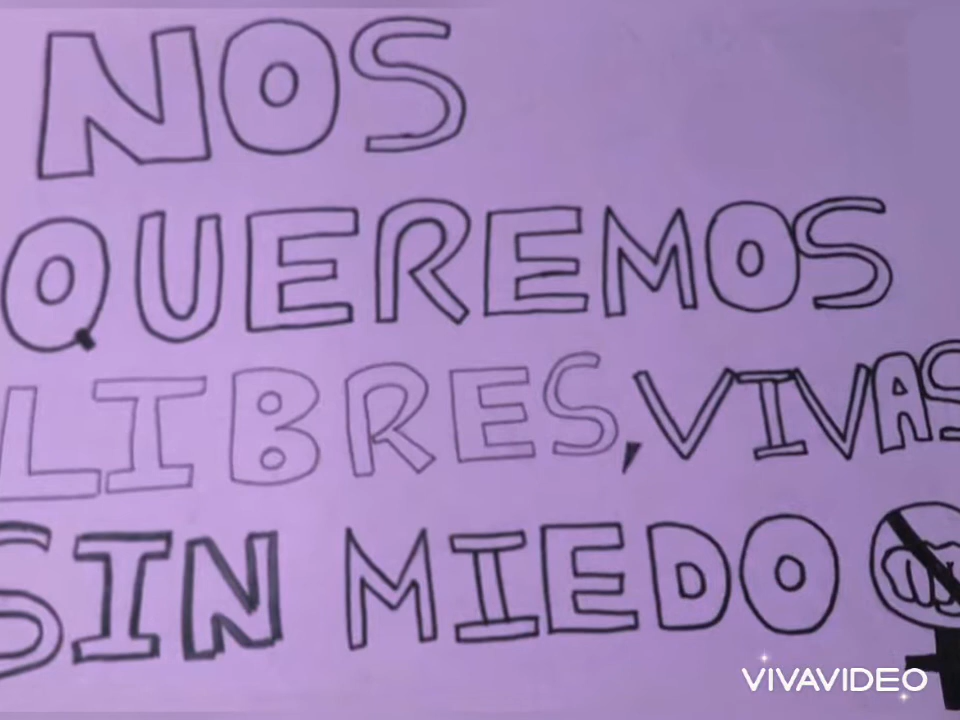 NOS
QUEREMOS
LIBRES, VIVAS
SIN MIEDO
VIVAVIDEO